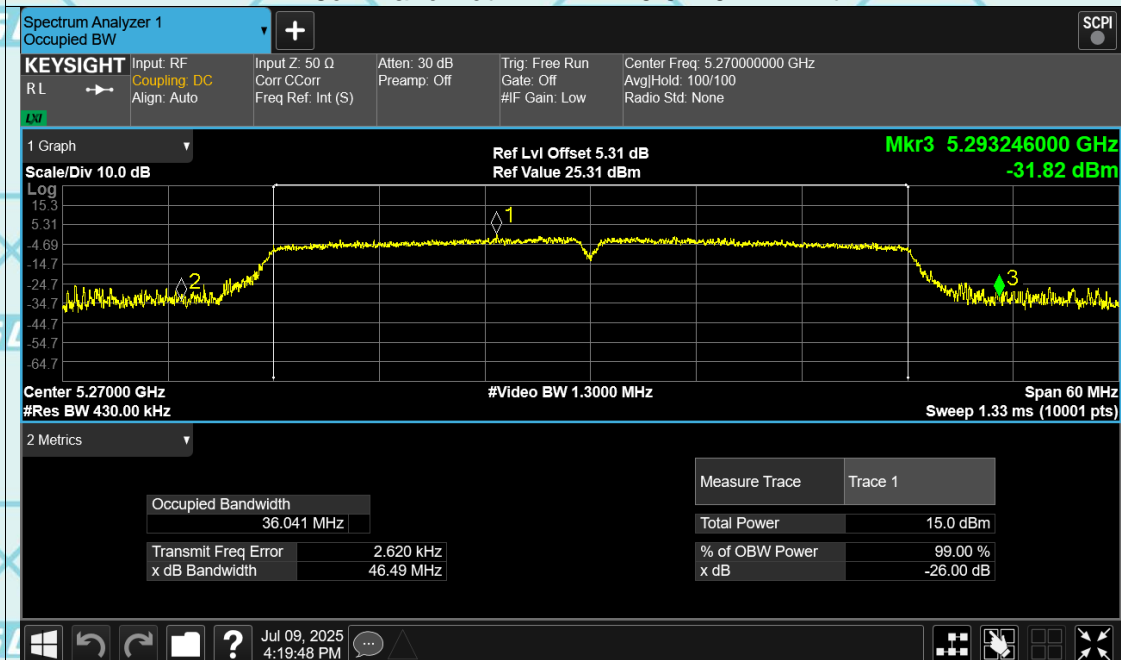 Spectrum Analyzer 1
Occupied BW
SCPI
KEYSIGHT
RL
LXI
Input: RF
Coupling: DC
Align: Auto
Input Z: 50 Ω
Corr CCorr
Freq Ref: Int (S)
Atten: 30 dB
Preamp: Off
Trig: Free Run
Gate: Off
#IF Gain: Low
Center Freq: 5.270000000 GHz
Avg|Hold: 100/100
Radio Std: None
1 Graph
Scale/Div 10.0 dB
Ref Lvl Offset 5.31 dB
Ref Value 25.31 dBm
Mkr3 5.293246000 GHz
-31.82 dBm
Log
15.3
5.31
-4.69
-14.7
-24.7
-34.7
-44.7
-54.7
-64.7
1
2
3
Center 5.27000 GHz
#Video BW 1.3000 MHz
Span 60 MHz
#Res BW 430.00 kHz
Sweep 1.33 ms (10001 pts)
2 Metrics
Occupied Bandwidth
36.041 MHz
Transmit Freq Error 2.620 kHz
x dB Bandwidth 46.49 MHz
Measure Trace Trace 1
Total Power 15.0 dBm
% of OBW Power 99.00 %
x dB -26.00 dB
Jul 09, 2025
4:19:48 PM